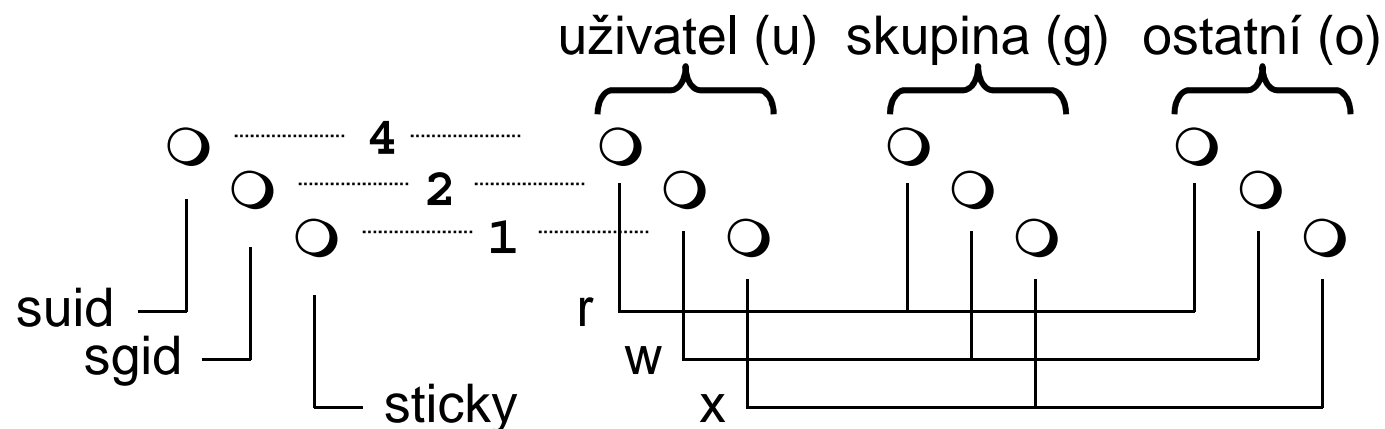 uživatel (u) skupina (g) ostatní (o)
4
2
1
suid r
sgid w
sticky x